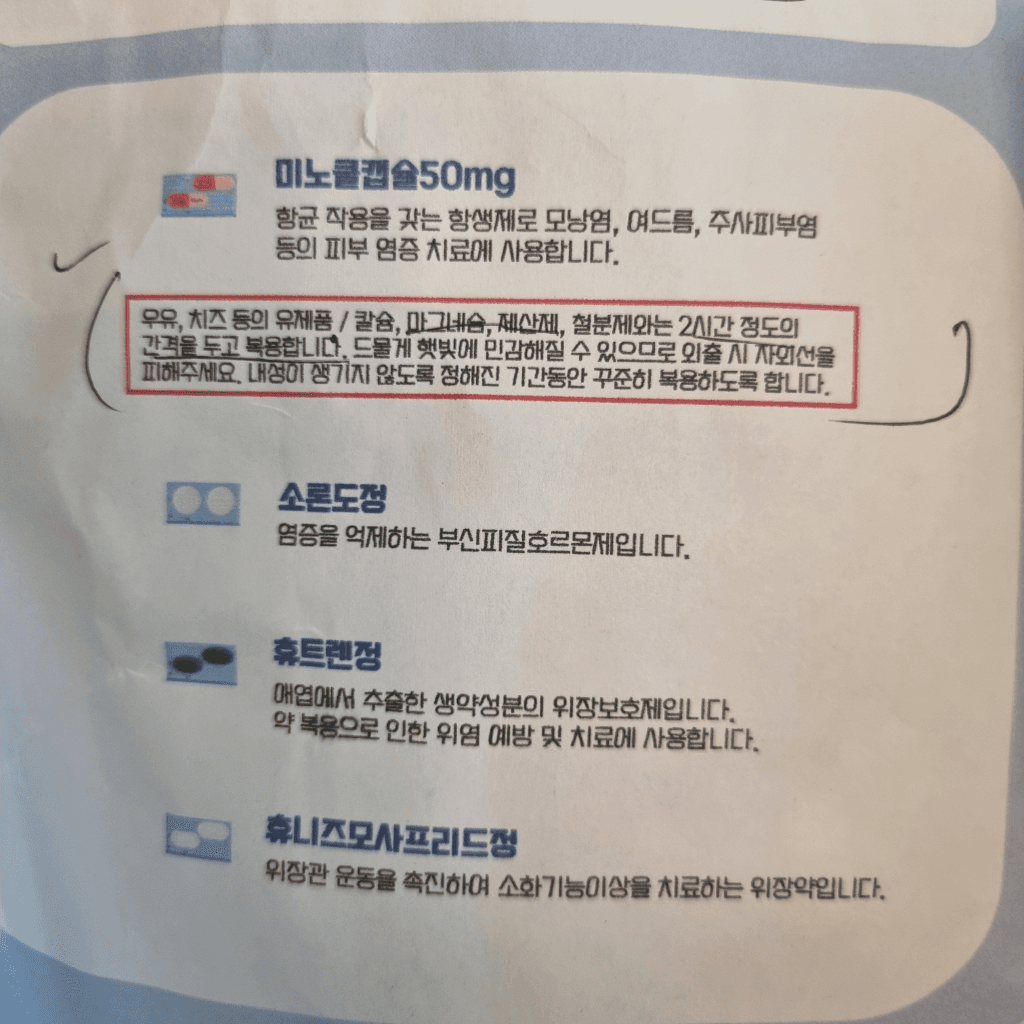 미노클캡슐50mg
항균 작용을 갖는 항생제로 모낭염, 여드름, 주사피부염
등의 피부 염증 치료에 사용합니다.
우유, 치즈 등의 유제품 / 칼슘, 마그네슘, 제산제, 철분제와는 2시간 정도의
간격을 두고 복용합니다. 드물게 햇빛에 민감해질 수 있으므로 외출 시 자외선을
피해주세요. 내성이 생기지 않도록 정해진 기간동안 꾸준히 복용하도록 합니다.
소론도정
염증을 억제하는 부신피질호르몬제입니다.
휴트렌정
애엽에서 추출한 생약성분의 위장보호제입니다.
약 복용으로 인한 위염 예방 및 치료에 사용합니다.
휴니즈모사프리드정
위장관 운동을 촉진하여 소화기능이상을 치료하는 위장약입니다.